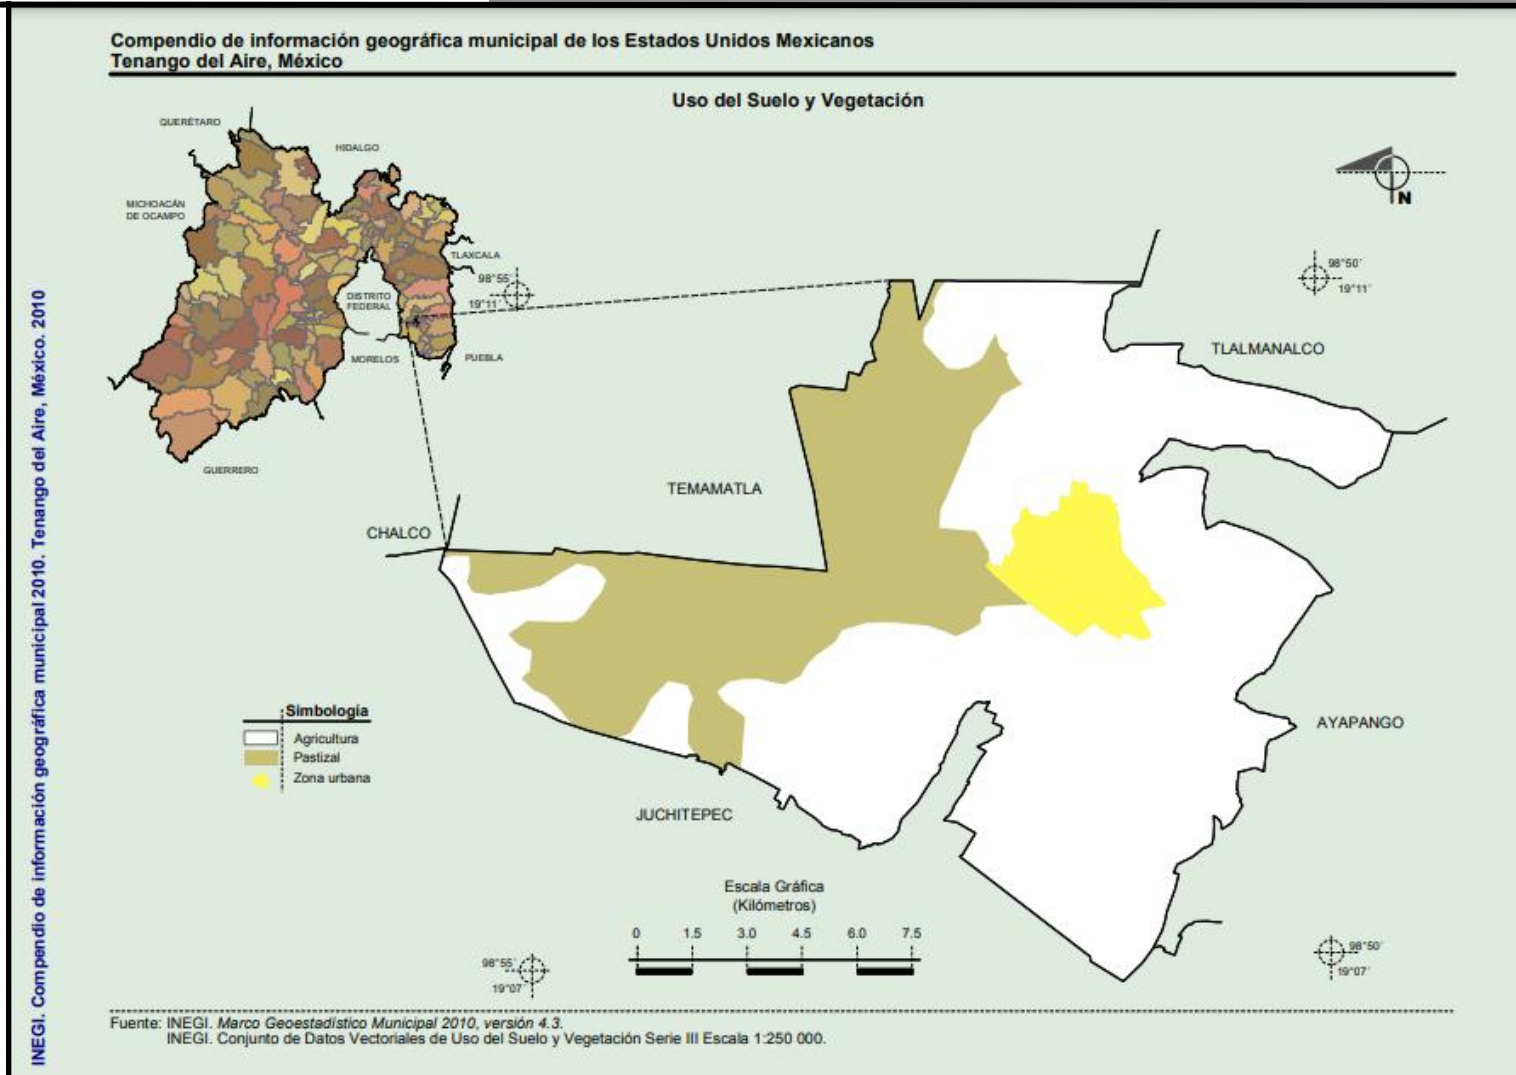 Compendio de información geográfica municipal de los Estados Unidos Mexicanos
Tenango del Aire, México
Uso del Suelo y Vegetación
QUERÉTARO
HIDALGO
MICHOACÁN
DE OCAMPO
TLAXCALA
DISTRITO
FEDERAL
MORELOS
PUEBLA
GUERRERO
N
98°55´
19°11´
98°50´
19°11´
TLALMANALCO
TEMAMATLA
CHALCO
AYAPANGO
JUCHITEPEC
Simbología
Agricultura
Pastizal
Zona urbana
Escala Gráfica
(Kilómetros)
0 1.5 3.0 4.5 6.0 7.5
98°55´
19°07´
98°50´
19°07´
Fuente: INEGI. Marco Geoestadístico Municipal 2010, versión 4.3.
INEGI. Conjunto de Datos Vectoriales de Uso del Suelo y Vegetación Serie III Escala 1:250 000.
INEGI. Compendio de información geográfica municipal 2010. Tenango del Aire, México. 2010